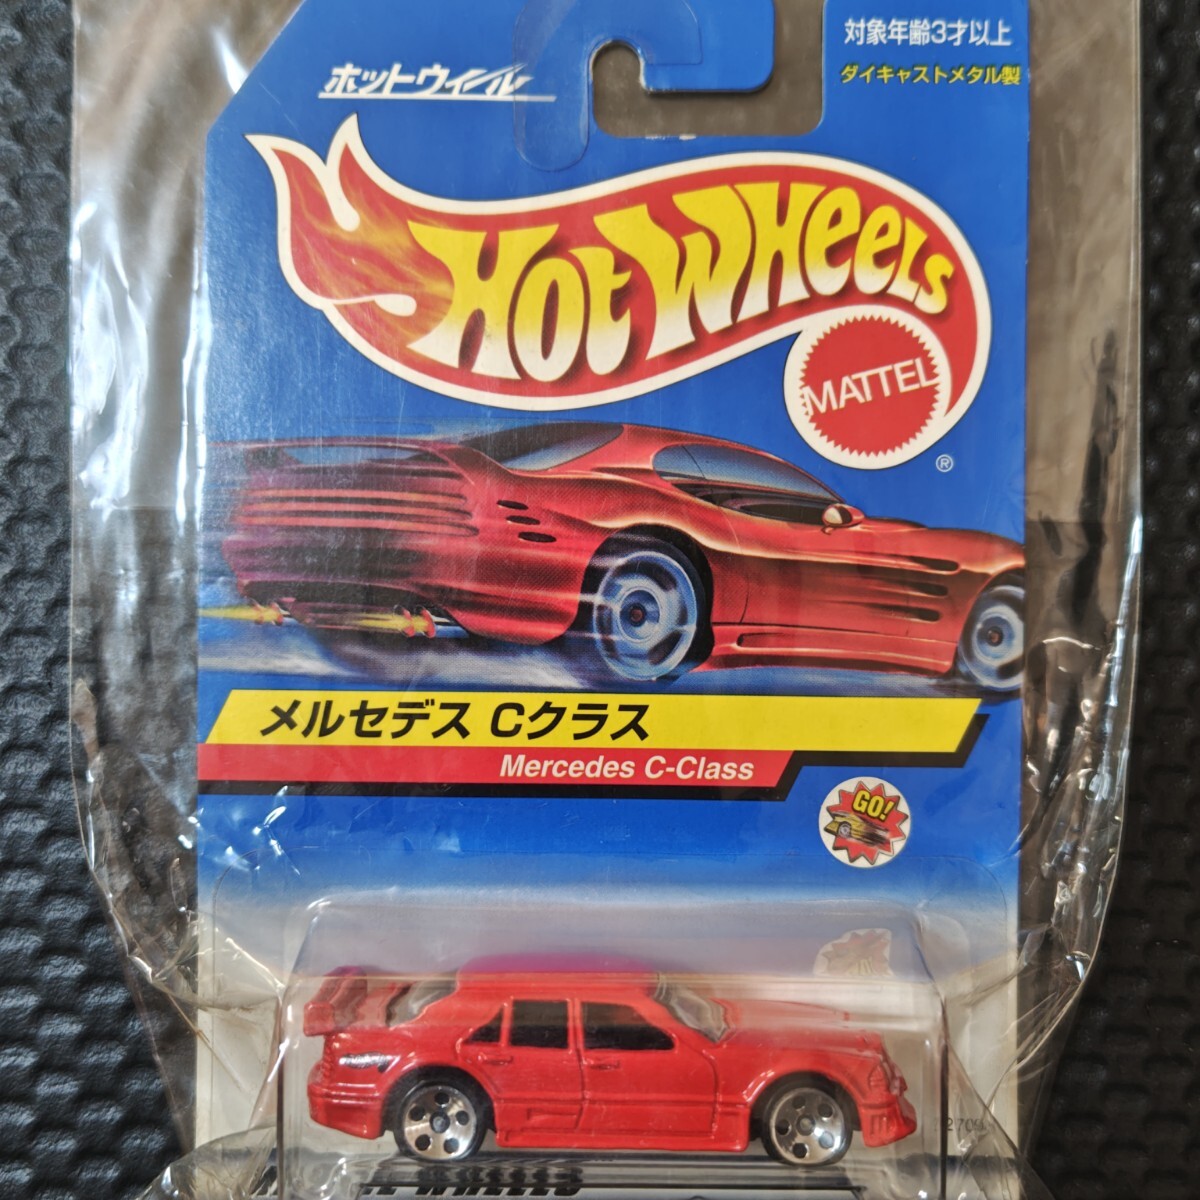 対象年齢3才以上
ダイキャストメタル製
ホットウィール
HOT WHEELS
MATTEL
®
メルセデス Cクラス
Mercedes C-Class
GO!